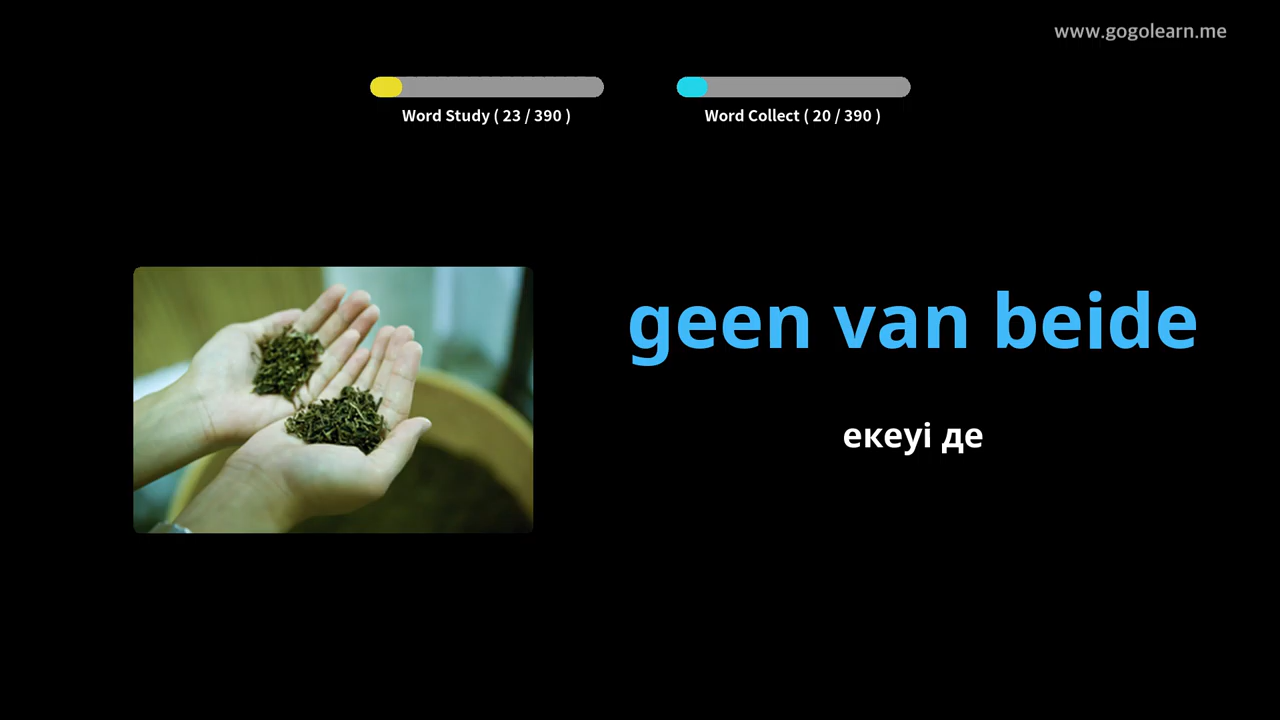 www.gogolearn.me
Word Study ( 23 / 390 )
Word Collect ( 20 / 390 )
geen van beide
екеуі де